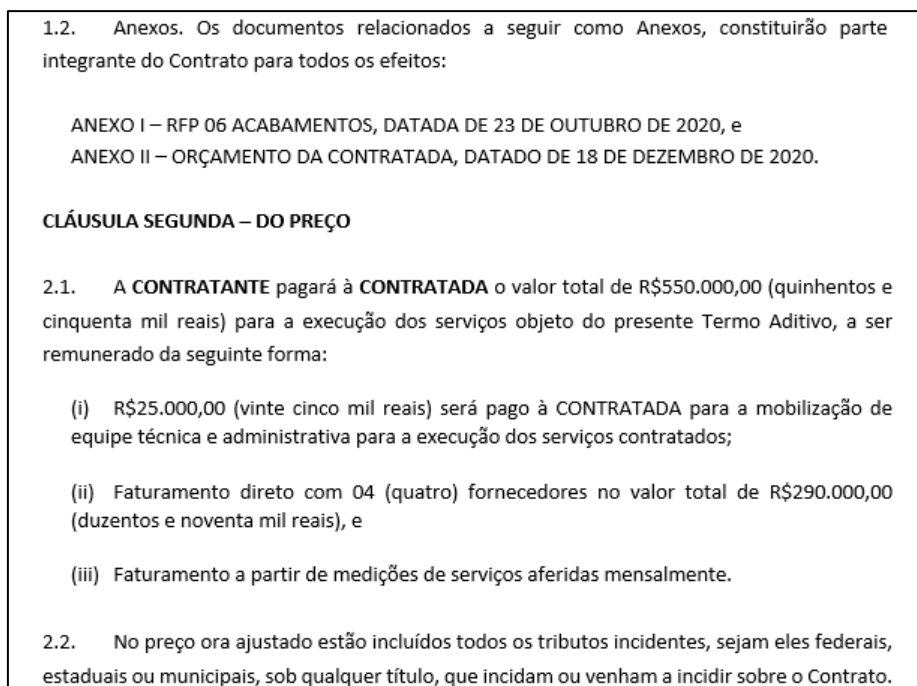 1.2. Anexos. Os documentos relacionados a seguir como Anexos, constituirão parte
integrante do Contrato para todos os efeitos:
ANEXO I – RFP 06 ACABAMENTOS, DATADA DE 23 DE OUTUBRO DE 2020, e
ANEXO II – ORÇAMENTO DA CONTRATADA, DATADO DE 18 DE DEZEMBRO DE 2020.
CLÁUSULA SEGUNDA – DO PREÇO
2.1. A CONTRATANTE pagará à CONTRATADA o valor total de R$550.000,00 (quinhentos e
cinquenta mil reais) para a execução dos serviços objeto do presente Termo Aditivo, a ser
remunerado da seguinte forma:
(i) R$25.000,00 (vinte cinco mil reais) será pago à CONTRATADA para a mobilização de
equipe técnica e administrativa para a execução dos serviços contratados;
(ii) Faturamento direto com 04 (quatro) fornecedores no valor total de R$290.000,00
(duzentos e noventa mil reais), e
(iii) Faturamento a partir de medições de serviços aferidas mensalmente.
2.2. No preço ora ajustado estão incluídos todos os tributos incidentes, sejam eles federais,
estaduais ou municipais, sob qualquer título, que incidam ou venham a incidir sobre o Contrato.